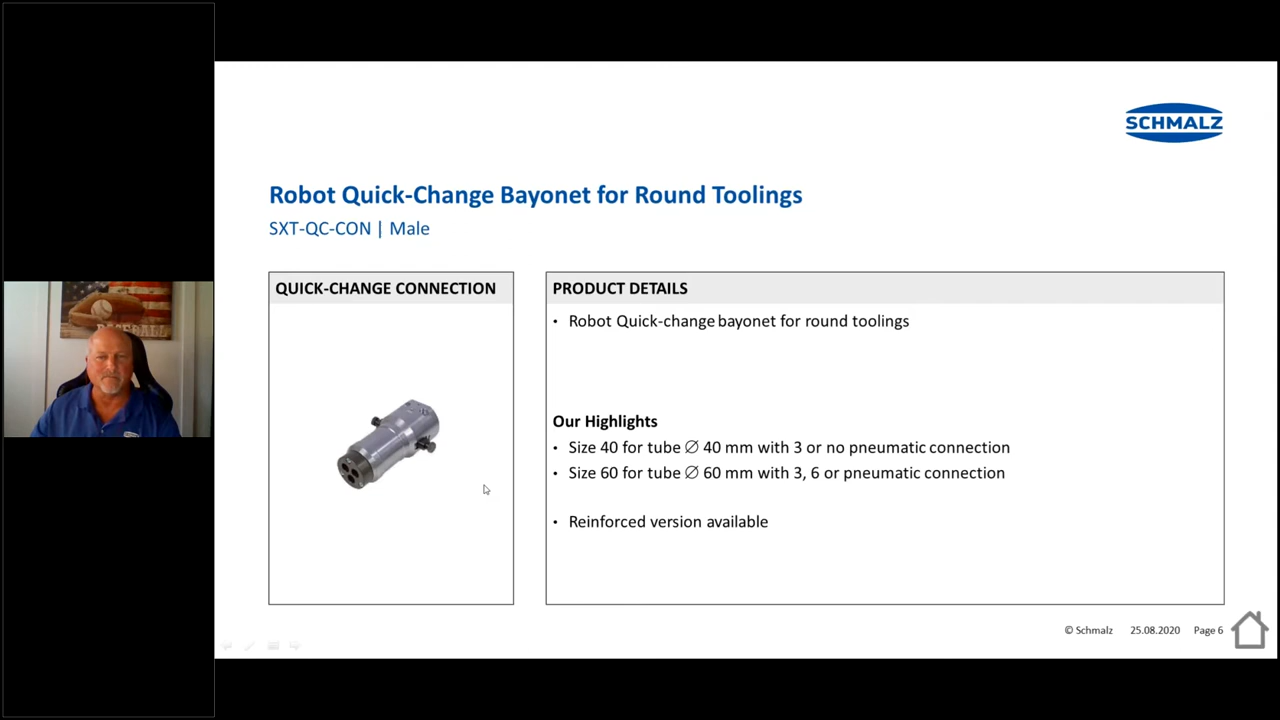 SCHMALZ
Robot Quick-Change Bayonet for Round Toolings
SXT-QC-CON | Male
QUICK-CHANGE CONNECTION
PRODUCT DETAILS
• Robot Quick-change bayonet for round toolings
Our Highlights
• Size 40 for tube ∅ 40 mm with 3 or no pneumatic connection
• Size 60 for tube ∅ 60 mm with 3, 6 or pneumatic connection
• Reinforced version available
© Schmalz 25.08.2020 Page 6
BASEBALL